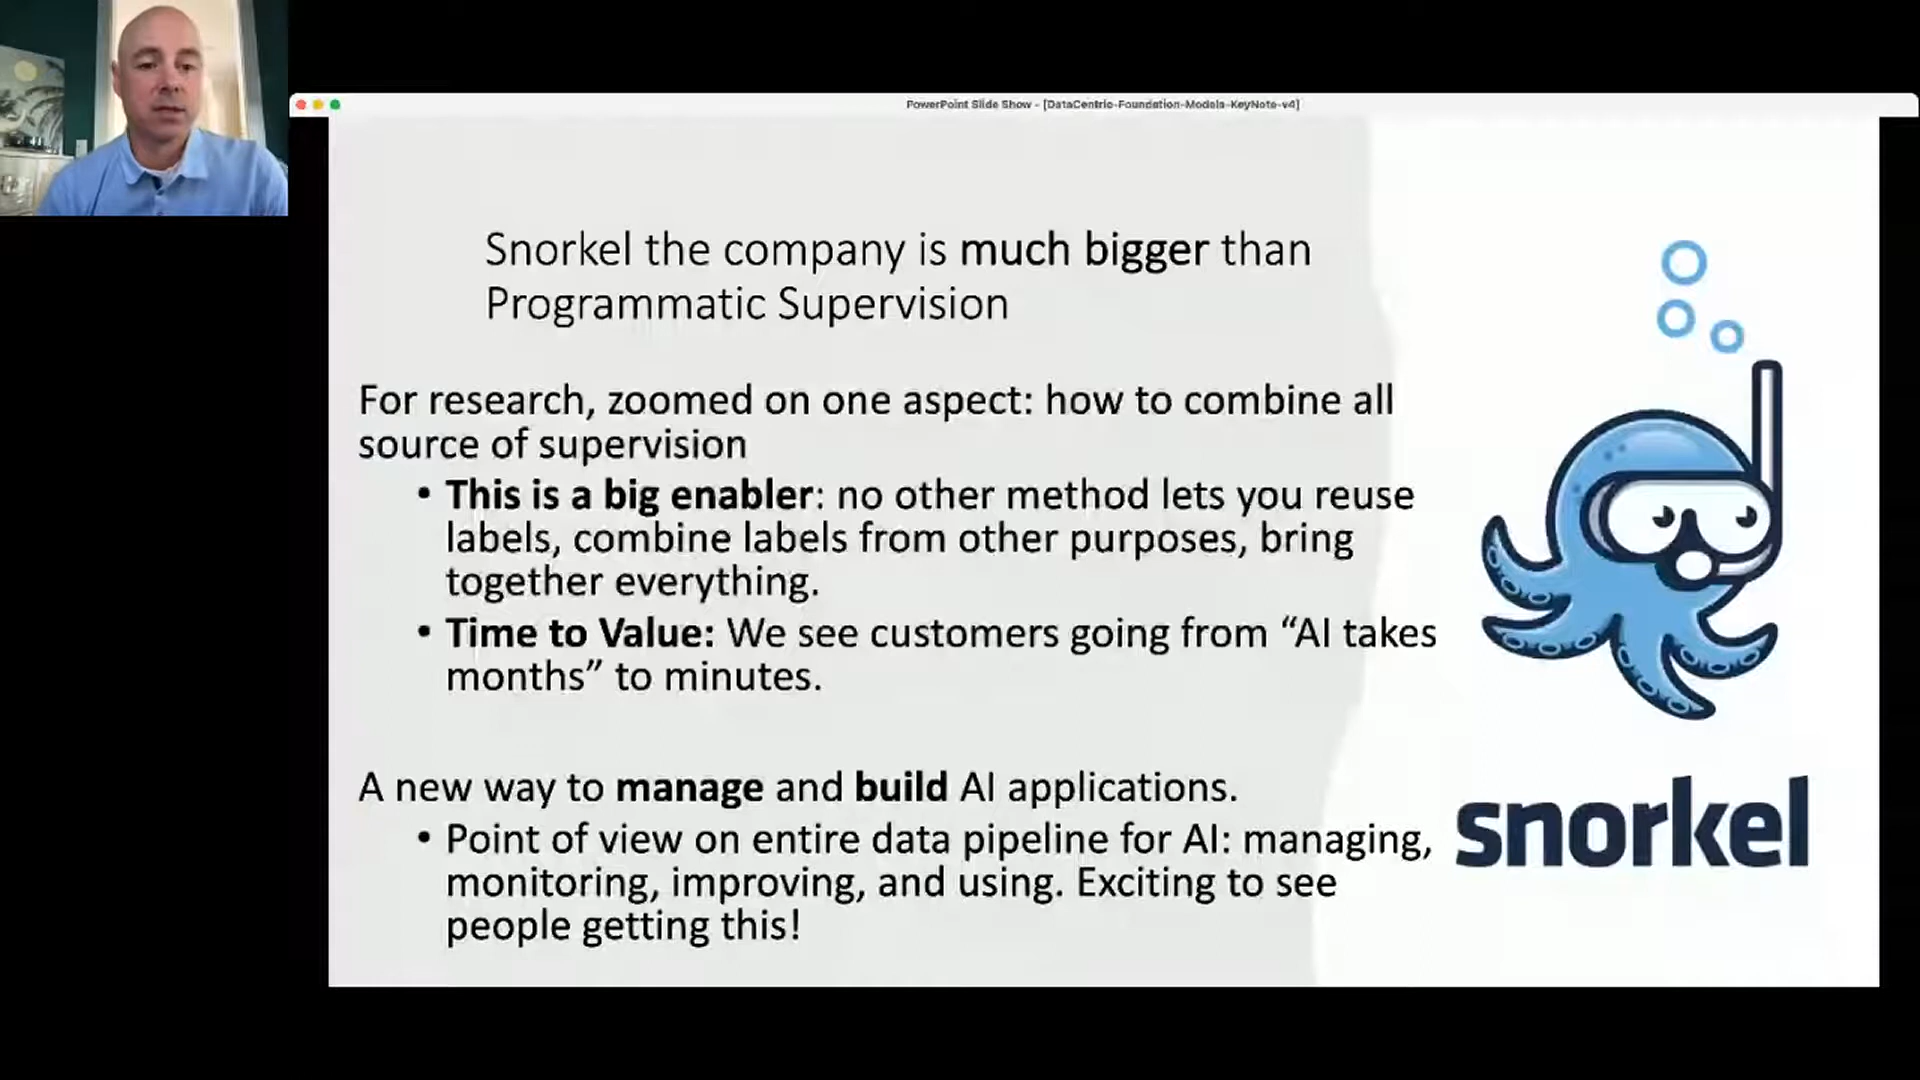 PowerPoint Slide Show - [DataCentric-Foundation-Models-KeyNote-v4]
Snorkel the company is much bigger than
Programmatic Supervision
For research, zoomed on one aspect: how to combine all
source of supervision
• This is a big enabler: no other method lets you reuse
labels, combine labels from other purposes, bring
together everything.
• Time to Value: We see customers going from “AI takes
months” to minutes.
A new way to manage and build AI applications.
• Point of view on entire data pipeline for AI: managing,
monitoring, improving, and using. Exciting to see
people getting this!
snorkel